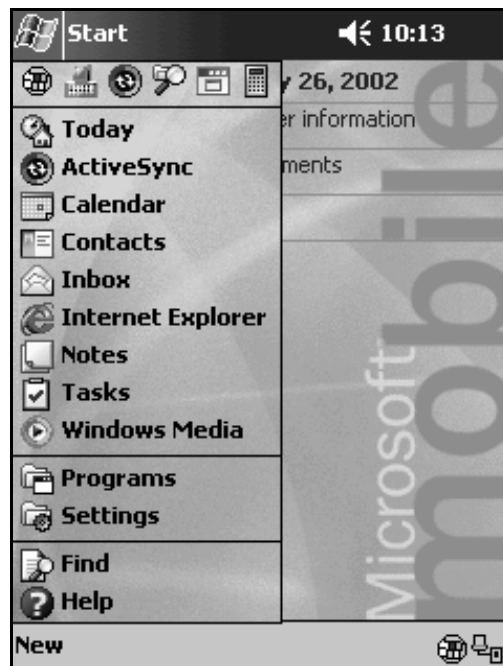 Start 10:13
y 26, 2002
er information
Today
ments
ActiveSync
Calendar
Contacts
Inbox
Internet Explorer
Notes
Tasks
Windows Media
Programs
Settings
Find
Help
New
Microsoft
mobile